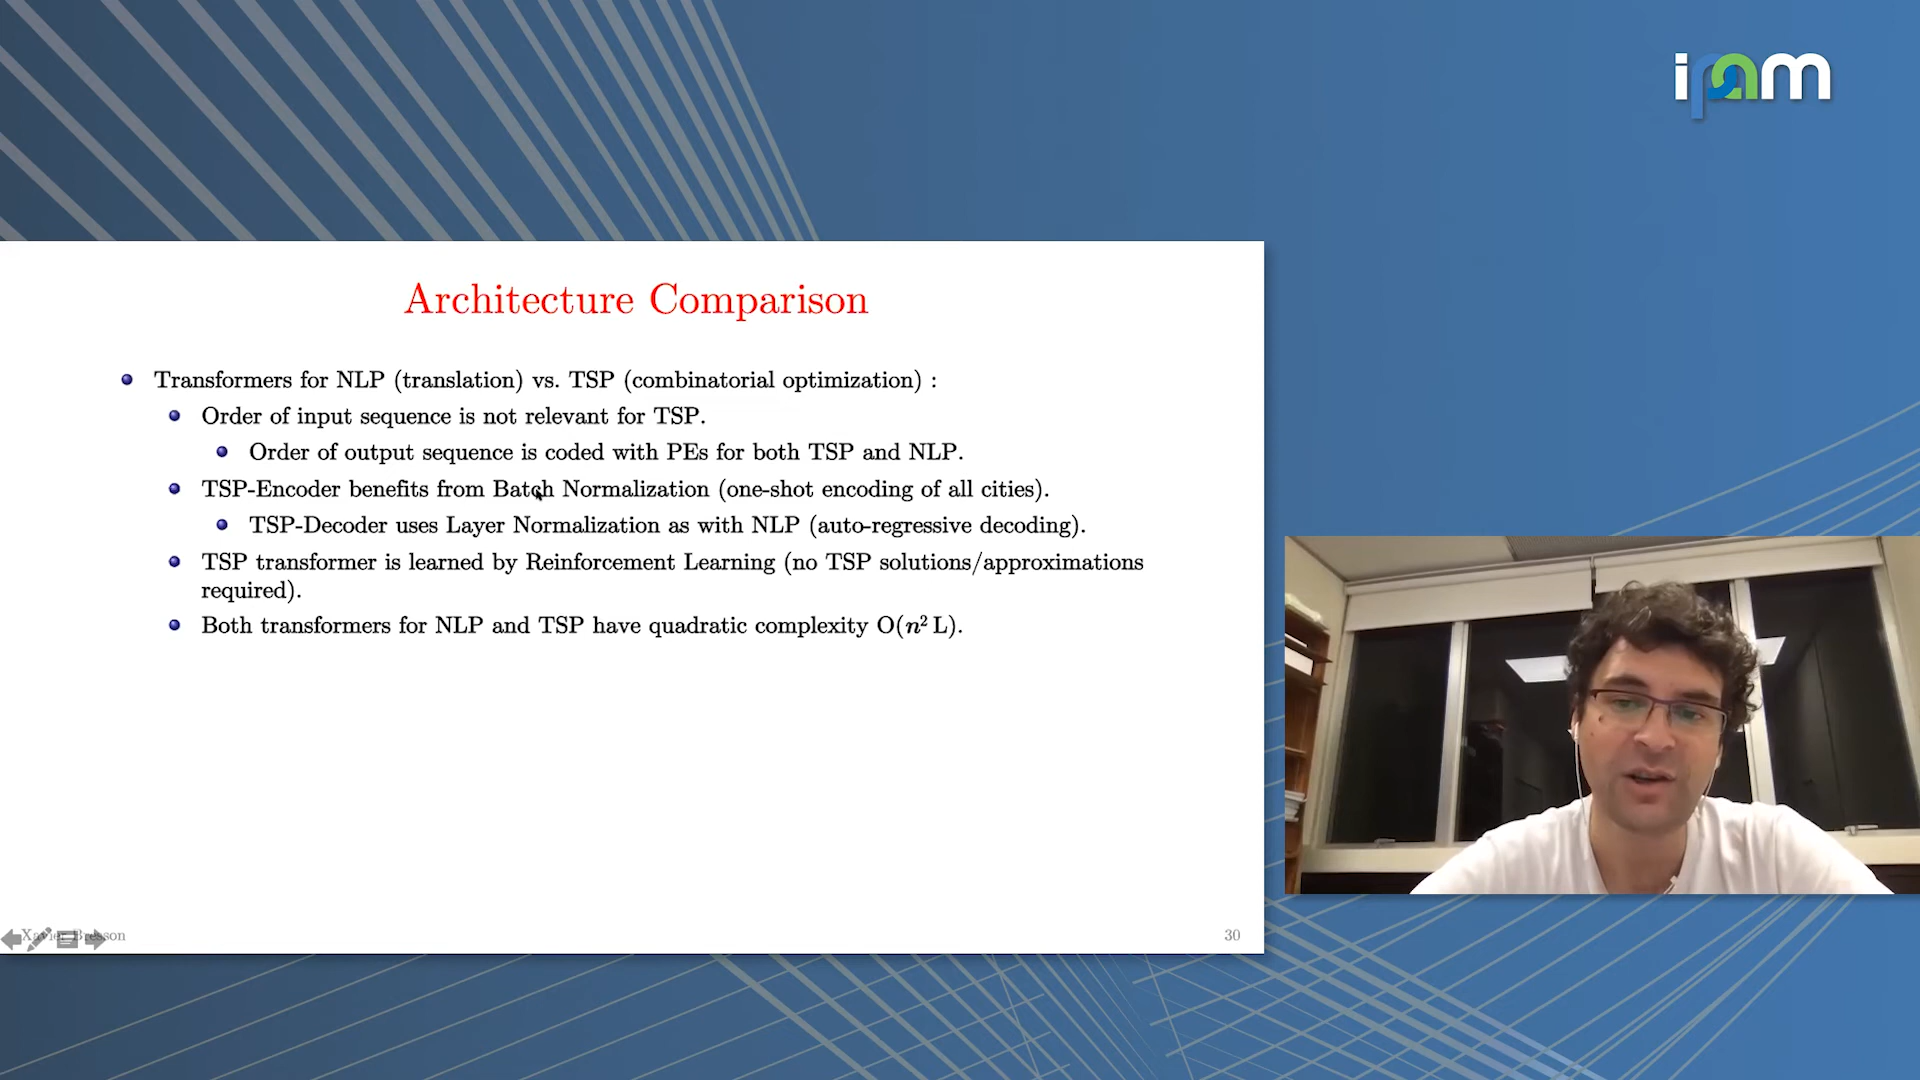 ipam
Architecture Comparison
Transformers for NLP (translation) vs. TSP (combinatorial optimization) :
Order of input sequence is not relevant for TSP.
Order of output sequence is coded with PEs for both TSP and NLP.
TSP-Encoder benefits from Batch Normalization (one-shot encoding of all cities).
TSP-Decoder uses Layer Normalization as with NLP (auto-regressive decoding).
TSP transformer is learned by Reinforcement Learning (no TSP solutions/approximations
required).
Both transformers for NLP and TSP have quadratic complexity O(n² L).
Xavier Bresson
30